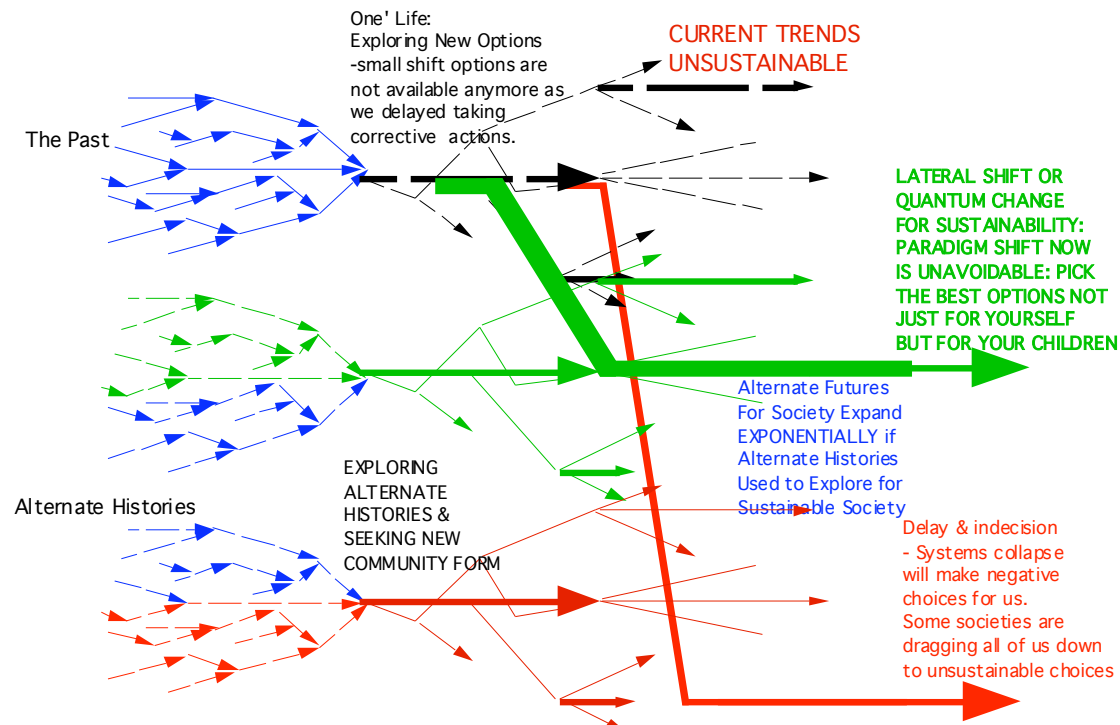 One' Life:
Exploring New Options
-small shift options are
not available anymore as
we delayed taking
corrective actions.
CURRENT TRENDS
UNSUSTAINABLE
The Past
LATERAL SHIFT OR
QUANTUM CHANGE
FOR SUSTAINABILITY:
PARADIGM SHIFT NOW
IS UNAVOIDABLE: PICK
THE BEST OPTIONS NOT
JUST FOR YOURSELF
BUT FOR YOUR CHILDREN
Alternate Futures
For Society Expand
EXPONENTIALLY if
Alternate Histories
Used to Explore for
Sustainable Society
EXPLORING
ALTERNATE
HISTORIES &
SEEKING NEW
COMMUNITY FORM
Alternate Histories
Delay & indecision
- Systems collapse
will make negative
choices for us.
Some societies are
dragging all of us down
to unsustainable choices